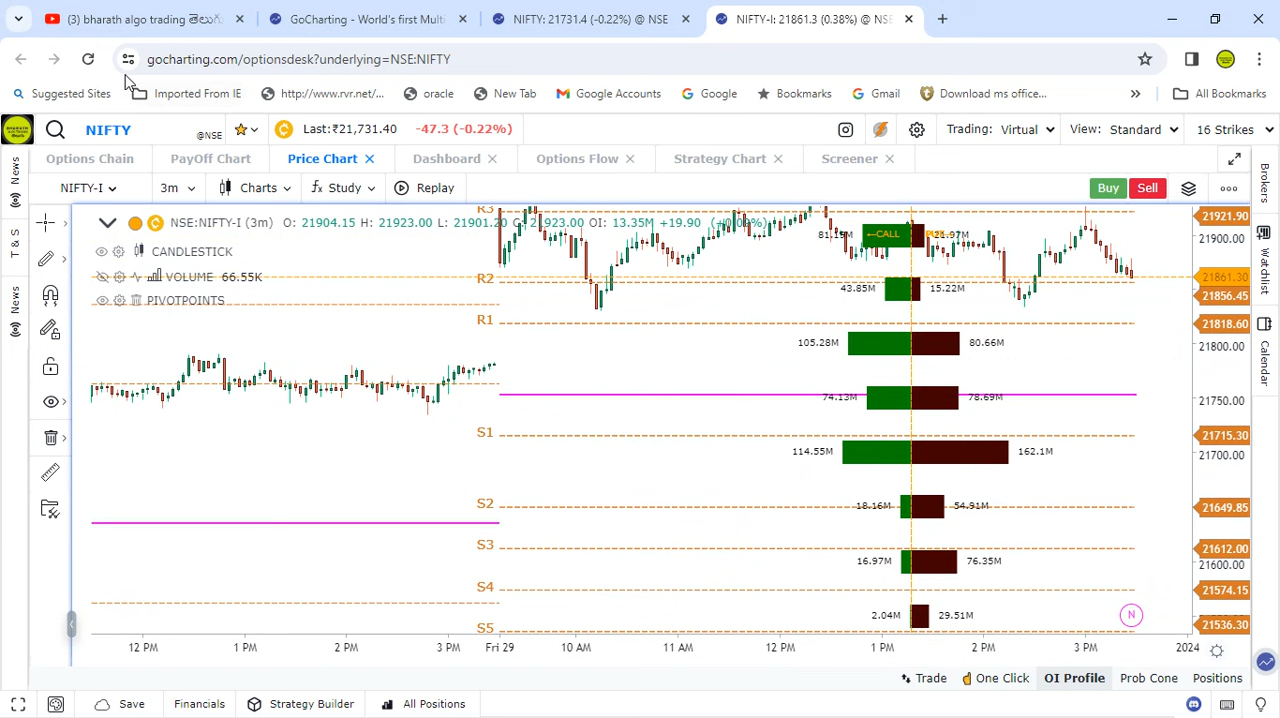 (3) bharath algo trading తెలుగు
GoCharting - World's first Multi
NIFTY: 21731.4 (-0.22%) @ NSE
NIFTY-I: 21861.3 (0.38%) @ NSE
gocharting.com/optionsdesk?underlying=NSE:NIFTY
Suggested Sites Imported From IE http://www.rvr.net/... oracle New Tab Google Accounts Google Bookmarks Gmail Download ms office... » All Bookmarks
NIFTY @NSE Last:₹21,731.40 -47.3 (-0.22%) Trading: Virtual View: Standard 16 Strikes
News
Options Chain PayOff Chart Price Chart Dashboard Options Flow Strategy Chart Screener
Brokers
NIFTY-I 3m Charts fx Study Replay Buy Sell
T & S
NSE:NIFTY-I (3m) O: 21904.15 H: 21923.00 L: 21901.20 C: 21923.00 OI: 13.35M +19.90
CANDLESTICK
VOLUME 66.55K
PIVOTPOINTS
News
Watchlist
Calendar
R3
R2
R1
S1
S2
S3
S4
S5
←CALL
43.85M 15.22M
105.28M 80.66M
74.13M 78.69M
114.55M 162.1M
18.16M 54.91M
16.97M 76.35M
2.04M 29.51M
N
21921.90
21900.00
21861.30
21856.45
21818.60
21800.00
21750.00
21715.30
21700.00
21649.85
21612.00
21600.00
21574.15
21536.30
12 PM 1 PM 2 PM 3 PM Fri 29 10 AM 11 AM 12 PM 1 PM 2 PM 3 PM 2024
Trade One Click OI Profile Prob Cone Positions
Save Financials Strategy Builder All Positions